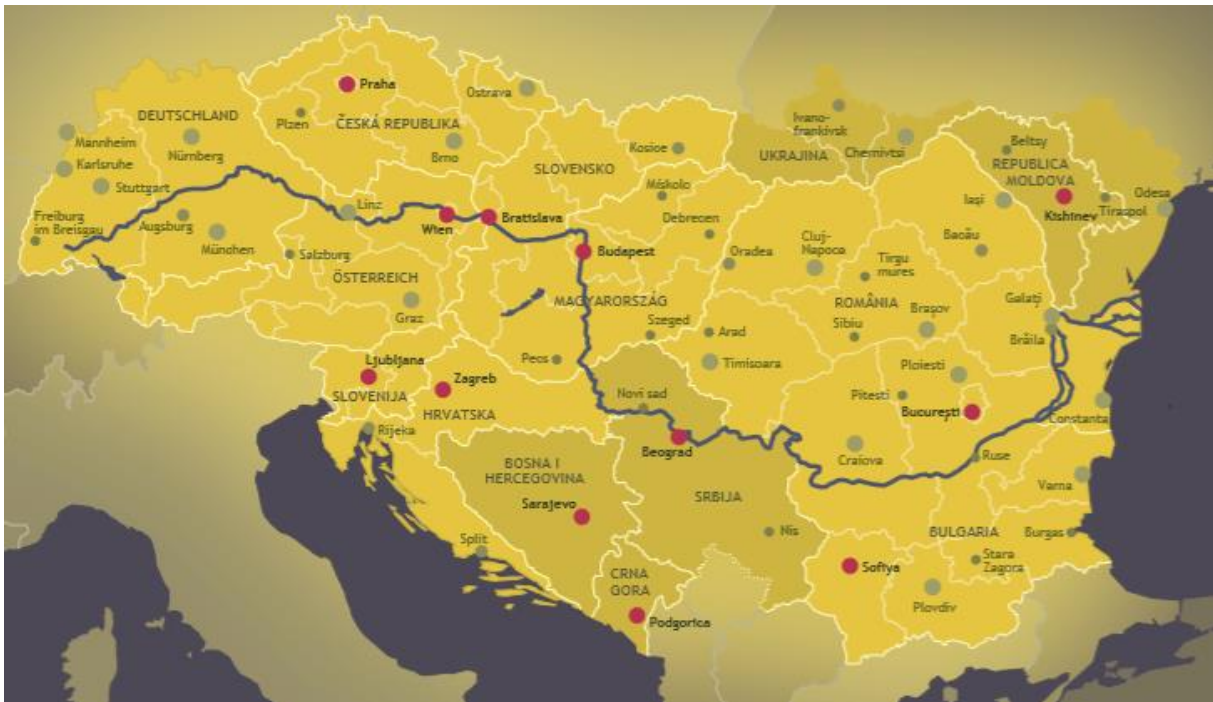 Praha
Ostrava
DEUTSCHLAND
Plzen
ČESKÁ REPUBLIKA
Ivano-
frankivsk
Mannheim
Nürnberg
Brno
Kosice
UKRAJINA
Chernivtsi
Beltsy
REPUBLICA
MOLDOVA
Karlsruhe
Stuttgart
SLOVENSKO
Miskolo
Iași
Kishinev
Tiraspol
Odesa
Freiburg
im Breisgau
Augsburg
München
Linz
Wien
Bratislava
Debrecen
Salzburg
Budapest
Oradea
Cluj-
Napoca
Bacău
Tirgu
mures
ÖSTERREICH
MAGYARORSZÁG
ROMÂNIA
Galați
Graz
Szeged
Arad
Sibiu
Brașov
Brăila
Ljubljana
Pecs
Timisoara
Ploiesti
SLOVENIJA
Zagreb
HRVATSKA
Novi sad
Pitesti
București
Constanta
Rijeka
Beograd
Craiova
Ruse
BOSNA I
HERCEGOVINA
Varna
Sarajevo
SRBIJA
Nis
BULGARIA
Burgas
Split
Sofiya
Stara
Zagora
CRNA
GORA
Plovdiv
Podgorica